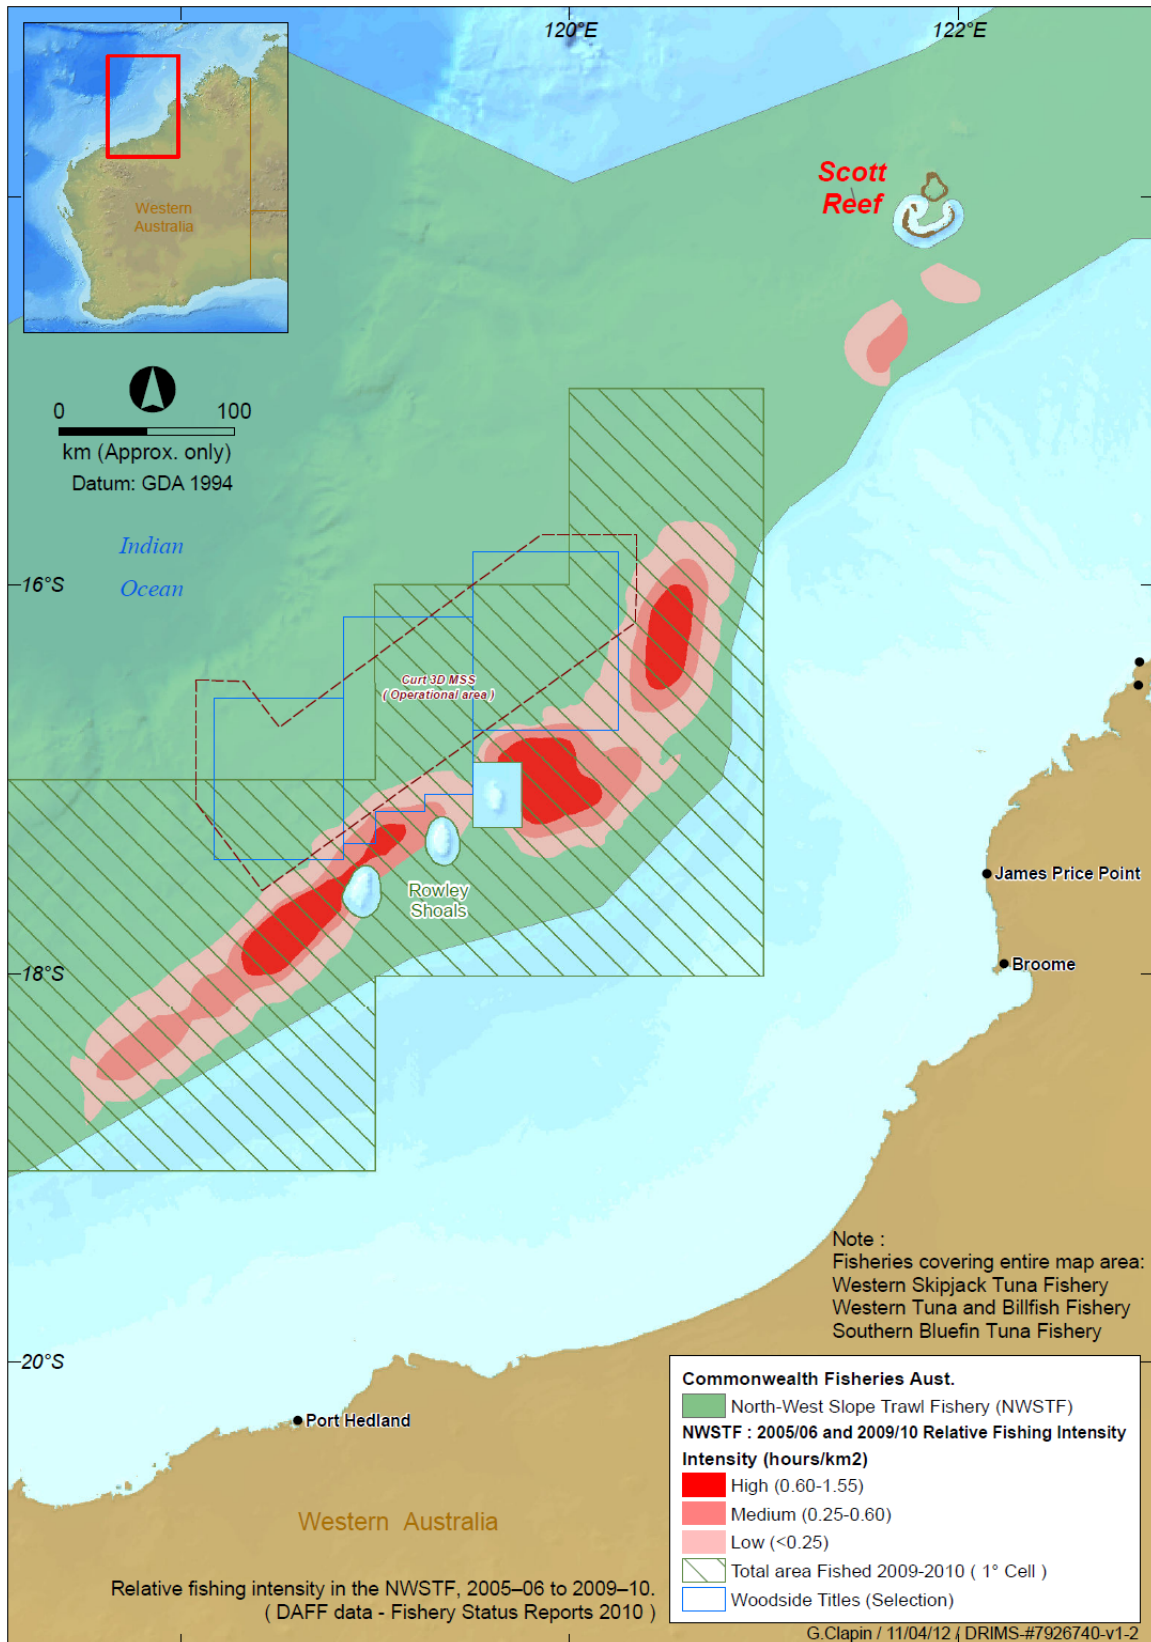 120°E
122°E
Western
Australia
Scott
Reef
0 100
km (Approx. only)
Datum: GDA 1994
Indian
Ocean
16°S
Curt 3D MSS
( Operational area )
James Price Point
Rowley
Shoals
18°S
Broome
Note :
Fisheries covering entire map area:
Western Skipjack Tuna Fishery
Western Tuna and Billfish Fishery
Southern Bluefin Tuna Fishery
20°S
Port Hedland
Western Australia
Commonwealth Fisheries Aust.
North-West Slope Trawl Fishery (NWSTF)
NWSTF : 2005/06 and 2009/10 Relative Fishing Intensity
Intensity (hours/km2)
High (0.60-1.55)
Medium (0.25-0.60)
Low (<0.25)
Total area Fished 2009-2010 ( 1° Cell )
Woodside Titles (Selection)
Relative fishing intensity in the NWSTF, 2005–06 to 2009–10.
( DAFF data - Fishery Status Reports 2010 )
G.Clapin / 11/04/12 / DRIMS-#7926740-v1-2